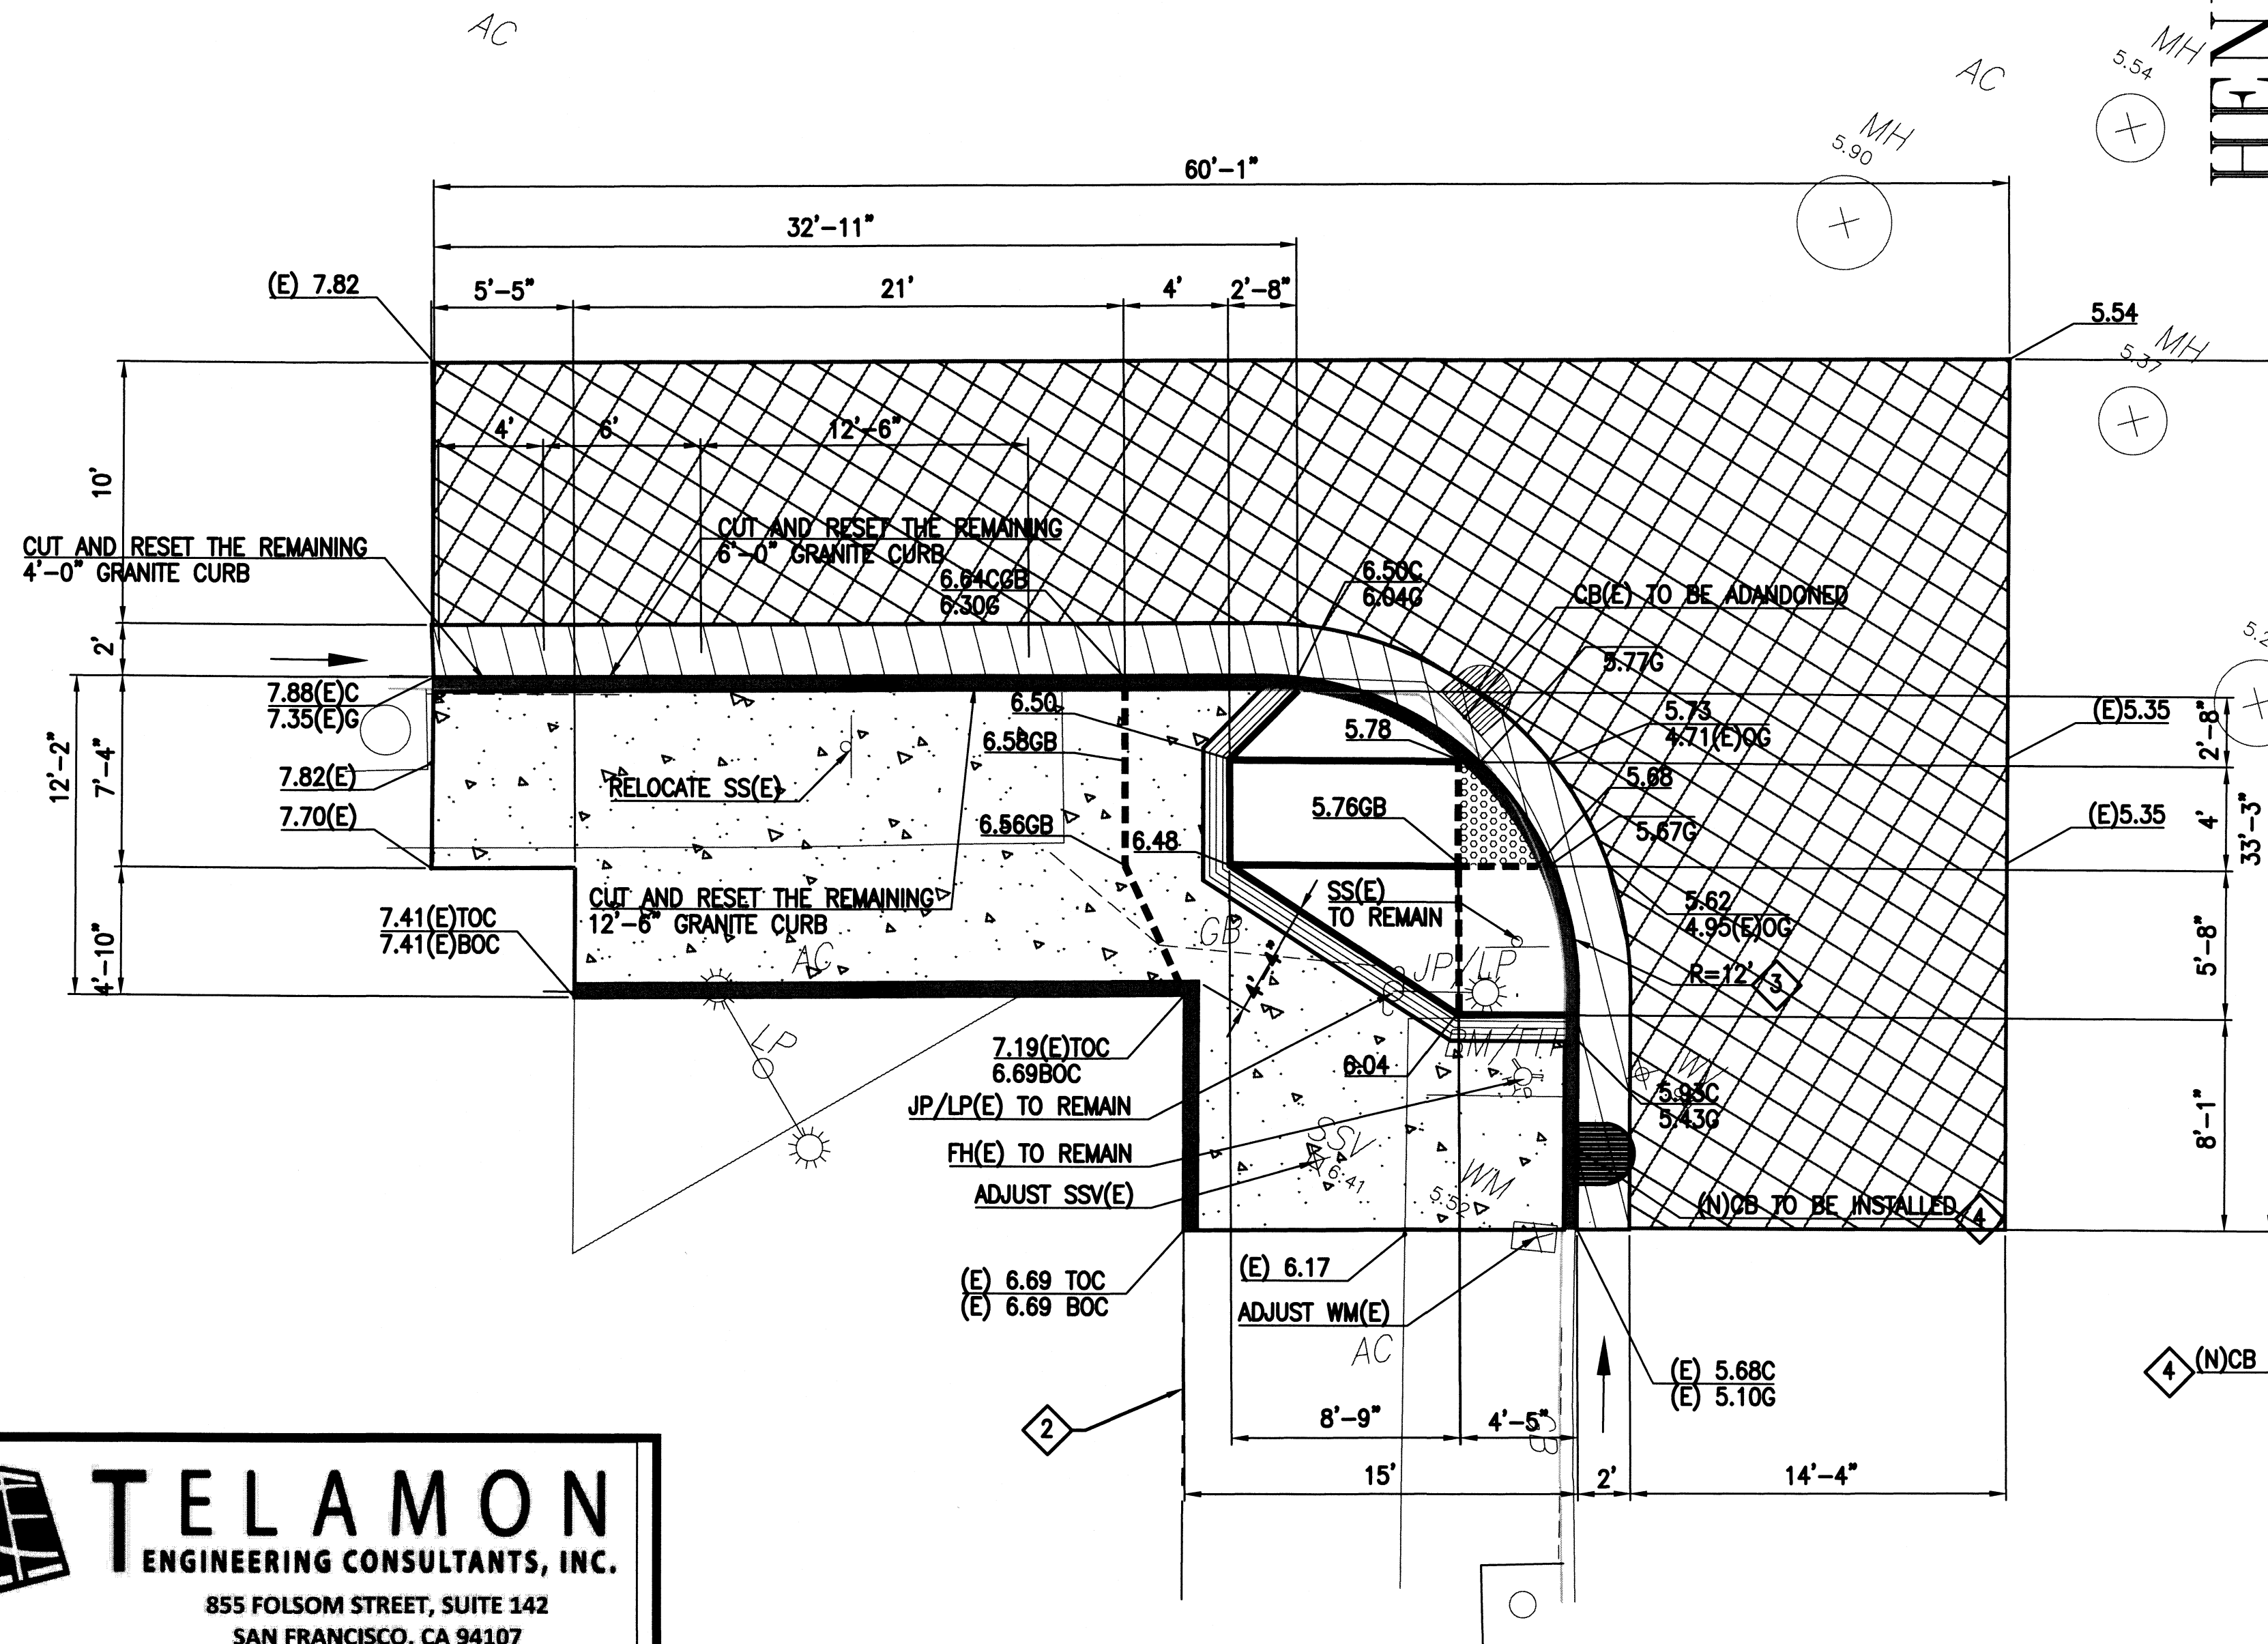 AC
MH
5.54
AC
MH
5.90
60'-1"
32'-11"
(E) 7.82
5'-5"
21'
4'
2'-8"
5.54
MH
5.37
4'
6'
12'-6"
10'
CUT AND RESET THE REMAINING
6'-0" GRANITE CURB
CUT AND RESET THE REMAINING
4'-0" GRANITE CURB
6.64CGB
6.30G
6.50C
6.04G
CB(E) TO BE ADANDONED
2'
5.77G
7.88(E)C
7.35(E)G
6.50
5.73
4.71(E)OG
(E)5.35
2'-8"
12'-2"
7'-4"
6.58GB
5.78
7.82(E)
RELOCATE SS(E)
5.68
7.70(E)
6.56GB
5.76GB
5.67G
(E)5.35
4'
33'-3"
6.48
CUT AND RESET THE REMAINING
12'-6" GRANITE CURB
SS(E)
TO REMAIN
5.62
4.95(E)OG
7.41(E)TOC
7.41(E)BOC
4'-10"
AC
GB
4'-4"
JP/LP
R=12'
3
5'-8"
LP
7.19(E)TOC
6.69BOC
BM/FH
6.04
WV
5.93C
5.43G
8'-1"
JP/LP(E) TO REMAIN
FH(E) TO REMAIN
SSV
6.41
ADJUST SSV(E)
WM
5.52
(N)CB TO BE INSTALLED
4
(E) 6.69 TOC
(E) 6.69 BOC
(E) 6.17
ADJUST WM(E)
AC
(E) 5.68C
(E) 5.10G
4
(N)CB
2
8'-9"
4'-5"
CB
15'
2'
14'-4"
TELAMON
ENGINEERING CONSULTANTS, INC.
855 FOLSOM STREET, SUITE 142
SAN FRANCISCO, CA 94107